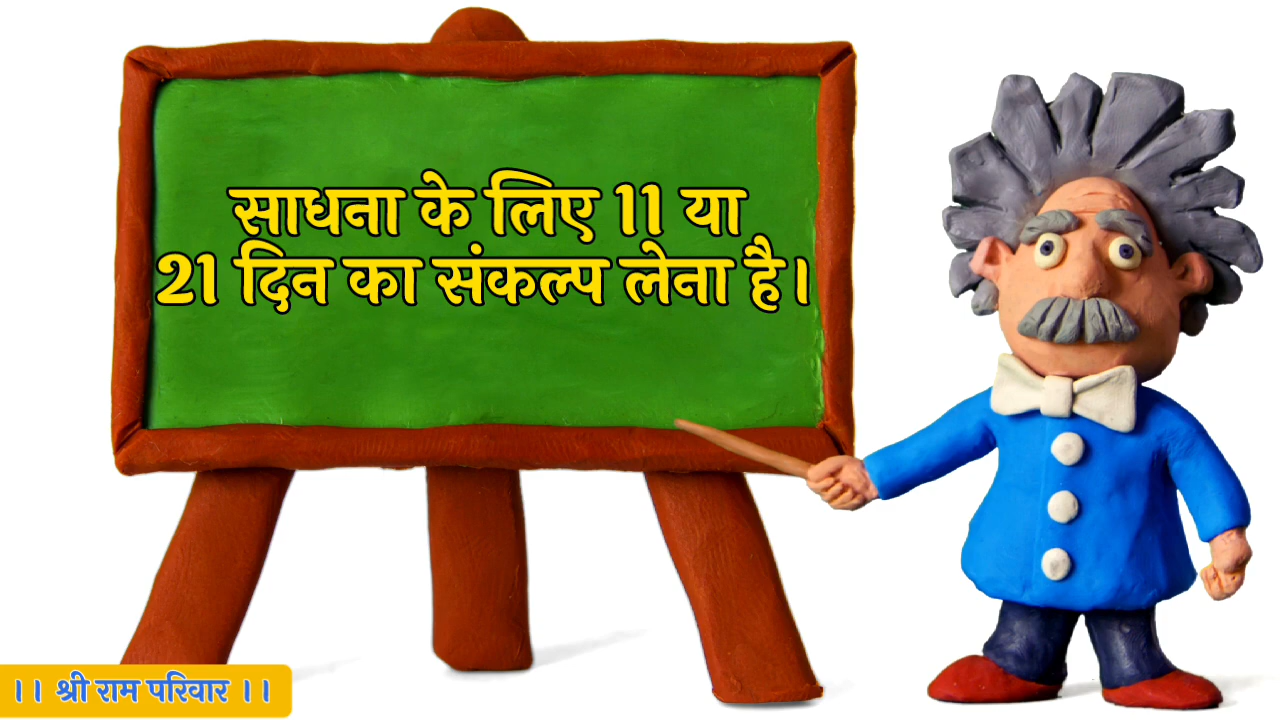 साधना के लिए 11 या
21 दिन का संकल्प लेना है।
।। श्री राम परिवार ।।